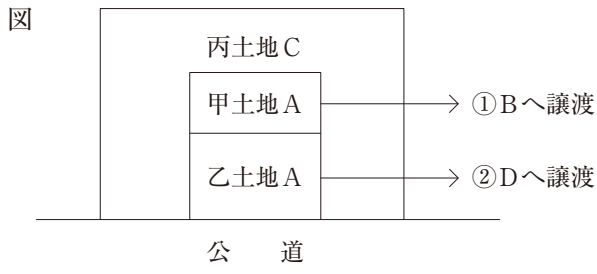 図
丙土地C
甲土地A
①Bへ譲渡
乙土地A
②Dへ譲渡
公　道